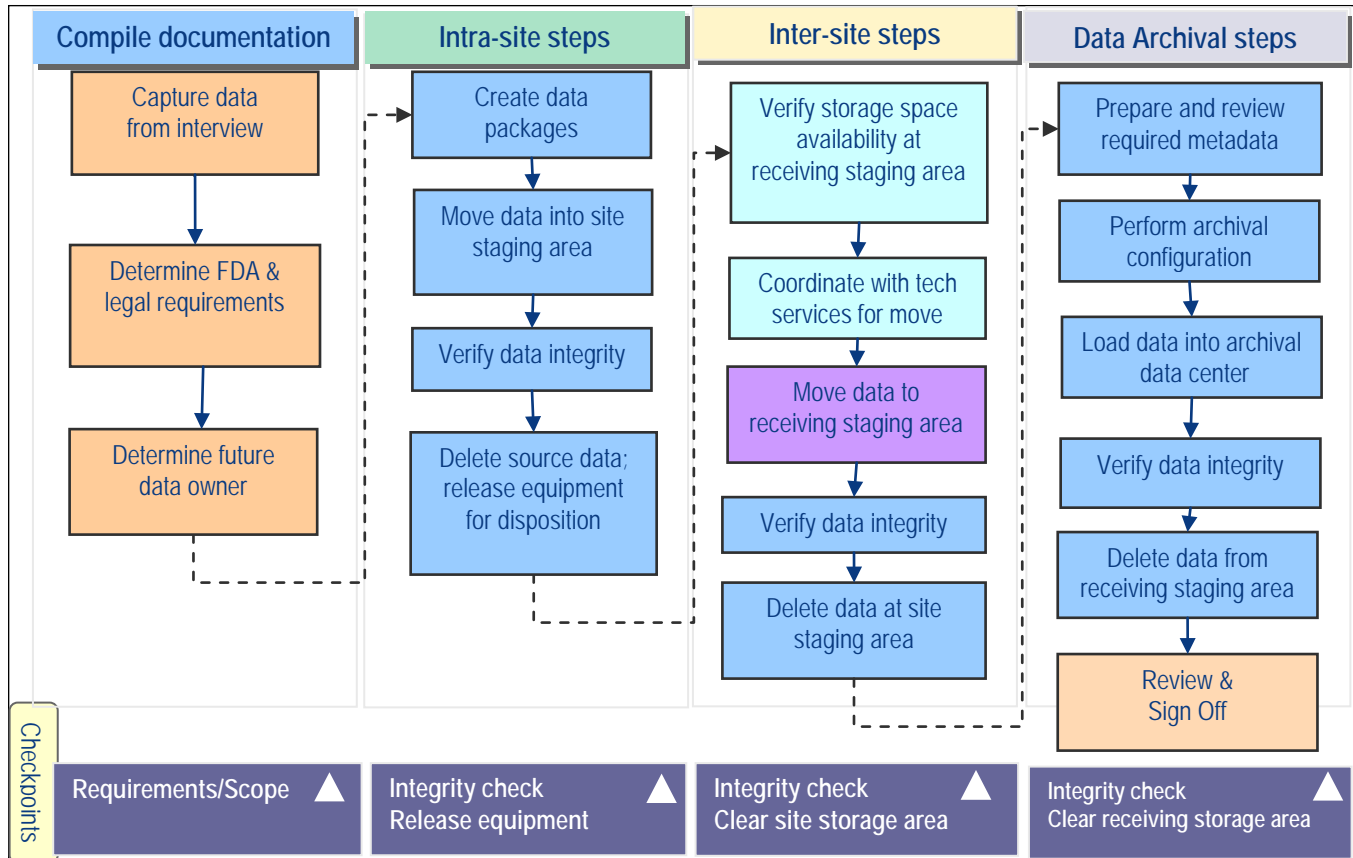 Compile documentation
Capture data
from interview
Determine FDA &
legal requirements
Determine future
data owner
Intra-site steps
Create data
packages
Move data into site
staging area
Verify data integrity
Delete source data;
release equipment
for disposition
Inter-site steps
Verify storage space
availability at
receiving staging area
Coordinate with tech
services for move
Move data to
receiving staging area
Verify data integrity
Delete data at site
staging area
Data Archival steps
Prepare and review
required metadata
Perform archival
configuration
Load data into archival
data center
Verify data integrity
Delete data from
receiving staging area
Review &
Sign Off
Checkpoints
Requirements/Scope
Integrity check
Release equipment
Integrity check
Clear site storage area
Integrity check
Clear receiving storage area